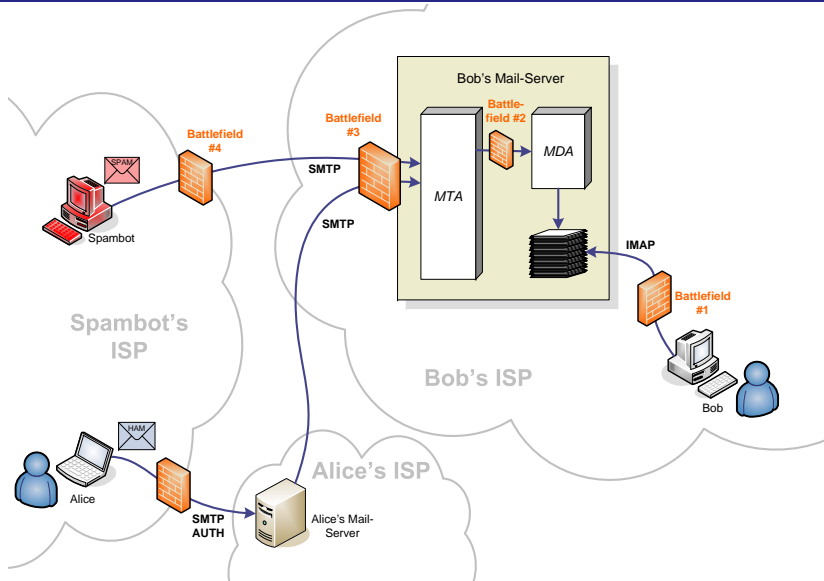 Bob's Mail-Server
Battle-
field #2
Battlefield
#3
Battlefield
#4
SPAM
SMTP
MTA
MDA
SMTP
Spambot
IMAP
Battlefield
#1
Spambot's
ISP
Bob's ISP
Bob
HAM
Alice
SMTP
AUTH
Alice's ISP
Alice's Mail-
Server